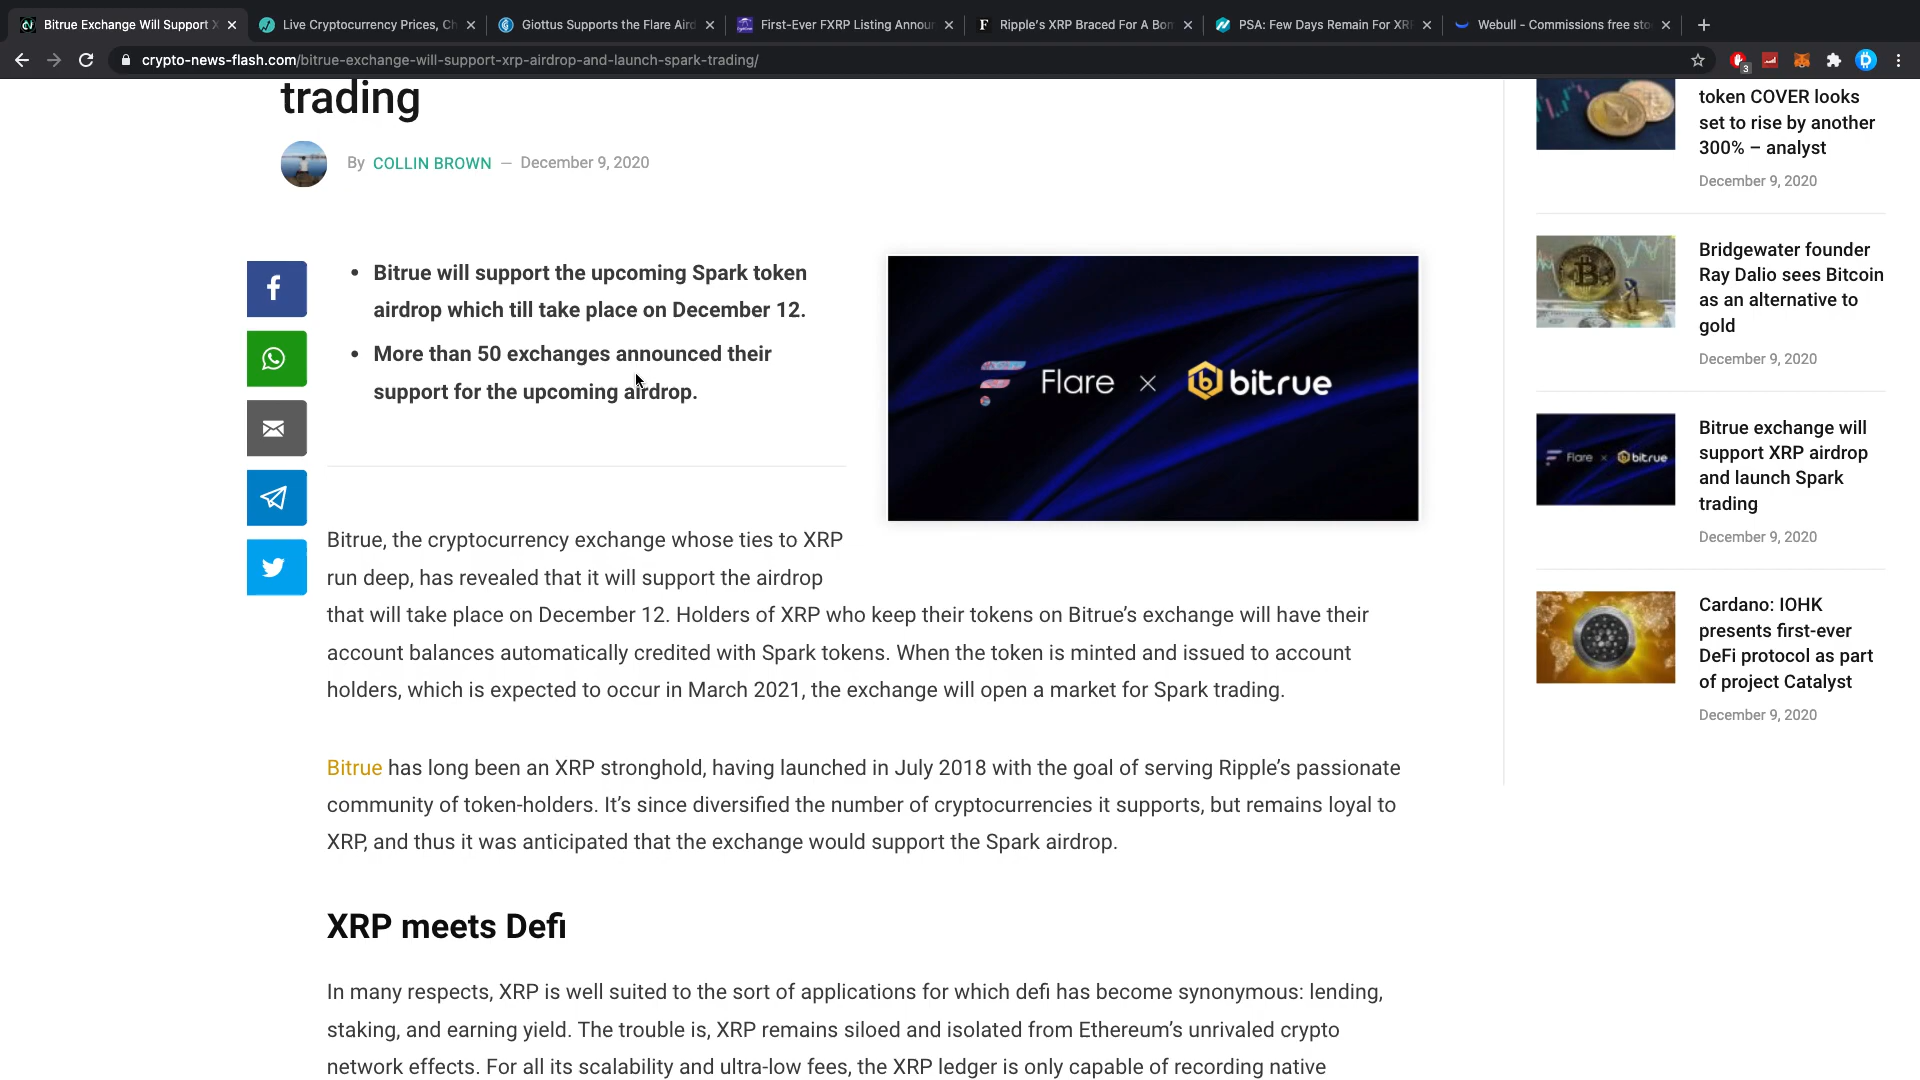 Bitrue Exchange Will Support X
Live Cryptocurrency Prices, Ch
Giottus Supports the Flare Aird
First-Ever FXRP Listing Annour
Ripple's XRP Braced For A Bon
PSA: Few Days Remain For XRF
Webull - Commissions free sto
crypto-news-flash.com/bitrue-exchange-will-support-xrp-airdrop-and-launch-spark-trading/
3
trading
By COLLIN BROWN — December 9, 2020
• Bitrue will support the upcoming Spark token
airdrop which till take place on December 12.
• More than 50 exchanges announced their
support for the upcoming airdrop.
Flare × bitrue
Bitrue, the cryptocurrency exchange whose ties to XRP
run deep, has revealed that it will support the airdrop
that will take place on December 12. Holders of XRP who keep their tokens on Bitrue's exchange will have their
account balances automatically credited with Spark tokens. When the token is minted and issued to account
holders, which is expected to occur in March 2021, the exchange will open a market for Spark trading.
Bitrue has long been an XRP stronghold, having launched in July 2018 with the goal of serving Ripple's passionate
community of token-holders. It's since diversified the number of cryptocurrencies it supports, but remains loyal to
XRP, and thus it was anticipated that the exchange would support the Spark airdrop.
XRP meets Defi
In many respects, XRP is well suited to the sort of applications for which defi has become synonymous: lending,
staking, and earning yield. The trouble is, XRP remains siloed and isolated from Ethereum's unrivaled crypto
network effects. For all its scalability and ultra-low fees, the XRP ledger is only capable of recording native
token COVER looks
set to rise by another
300% – analyst
December 9, 2020
Bridgewater founder
Ray Dalio sees Bitcoin
as an alternative to
gold
December 9, 2020
Flare × bitrue
Bitrue exchange will
support XRP airdrop
and launch Spark
trading
December 9, 2020
Cardano: IOHK
presents first-ever
DeFi protocol as part
of project Catalyst
December 9, 2020